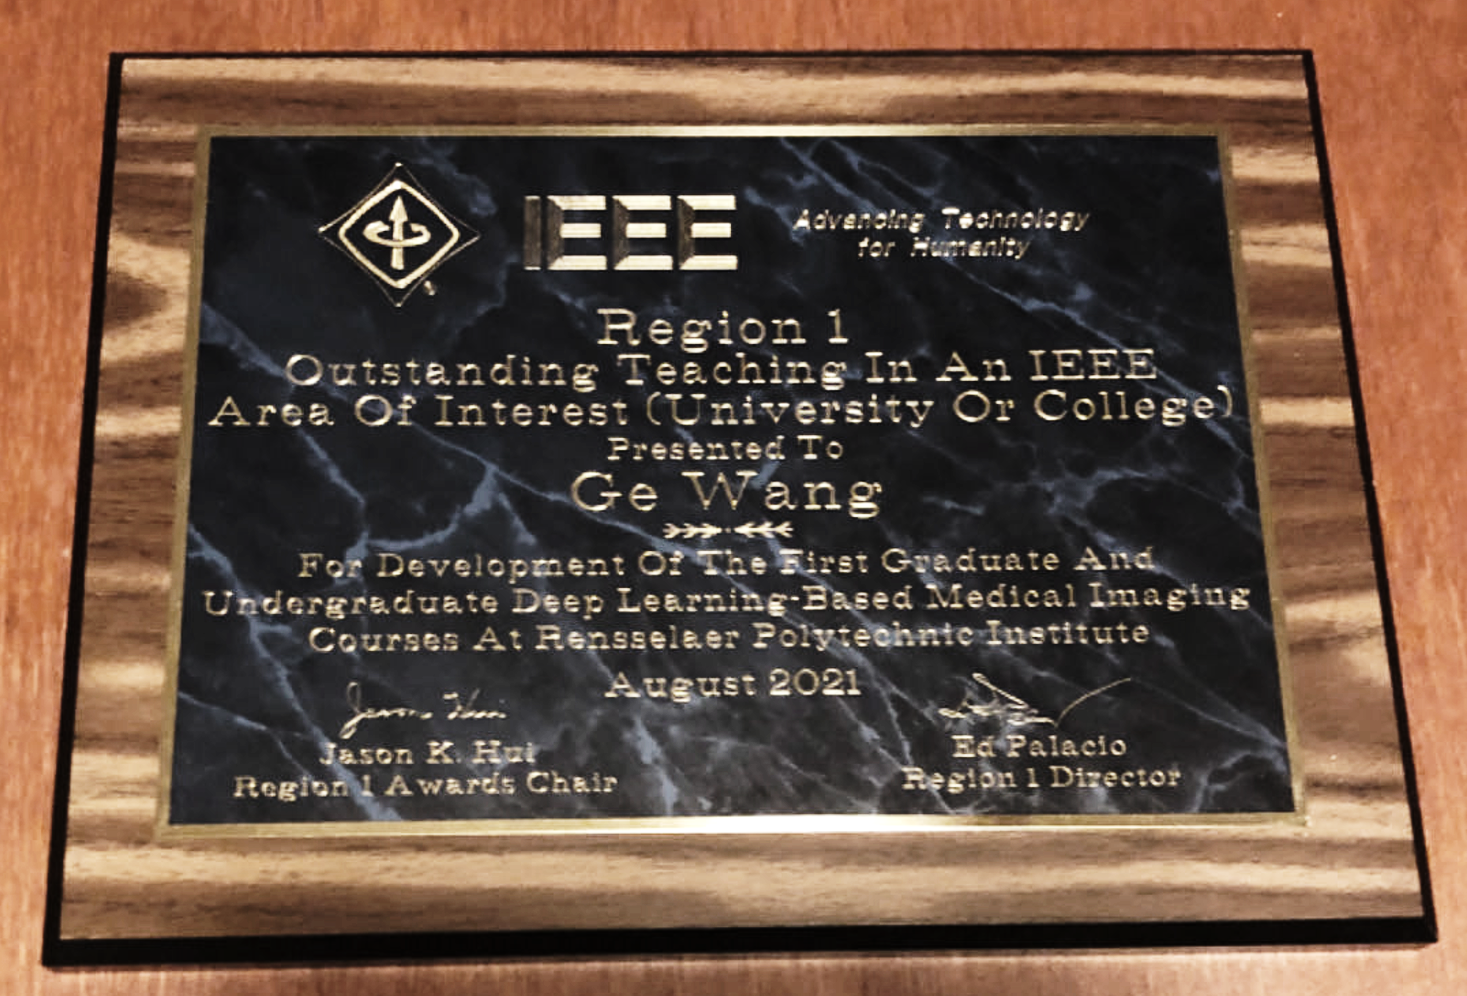 IEEE
Advancing Technology
for Humanity
Region 1
Outstanding Teaching In An IEEE
Area Of Interest (University Or College)
Presented To
Ge Wang
For Development Of The First Graduate And
Undergraduate Deep Learning-Based Medical Imaging
Courses At Rensselaer Polytechnic Institute
August 2021
Jason K. Hui
Region 1 Awards Chair
Ed Palacio
Region 1 Director